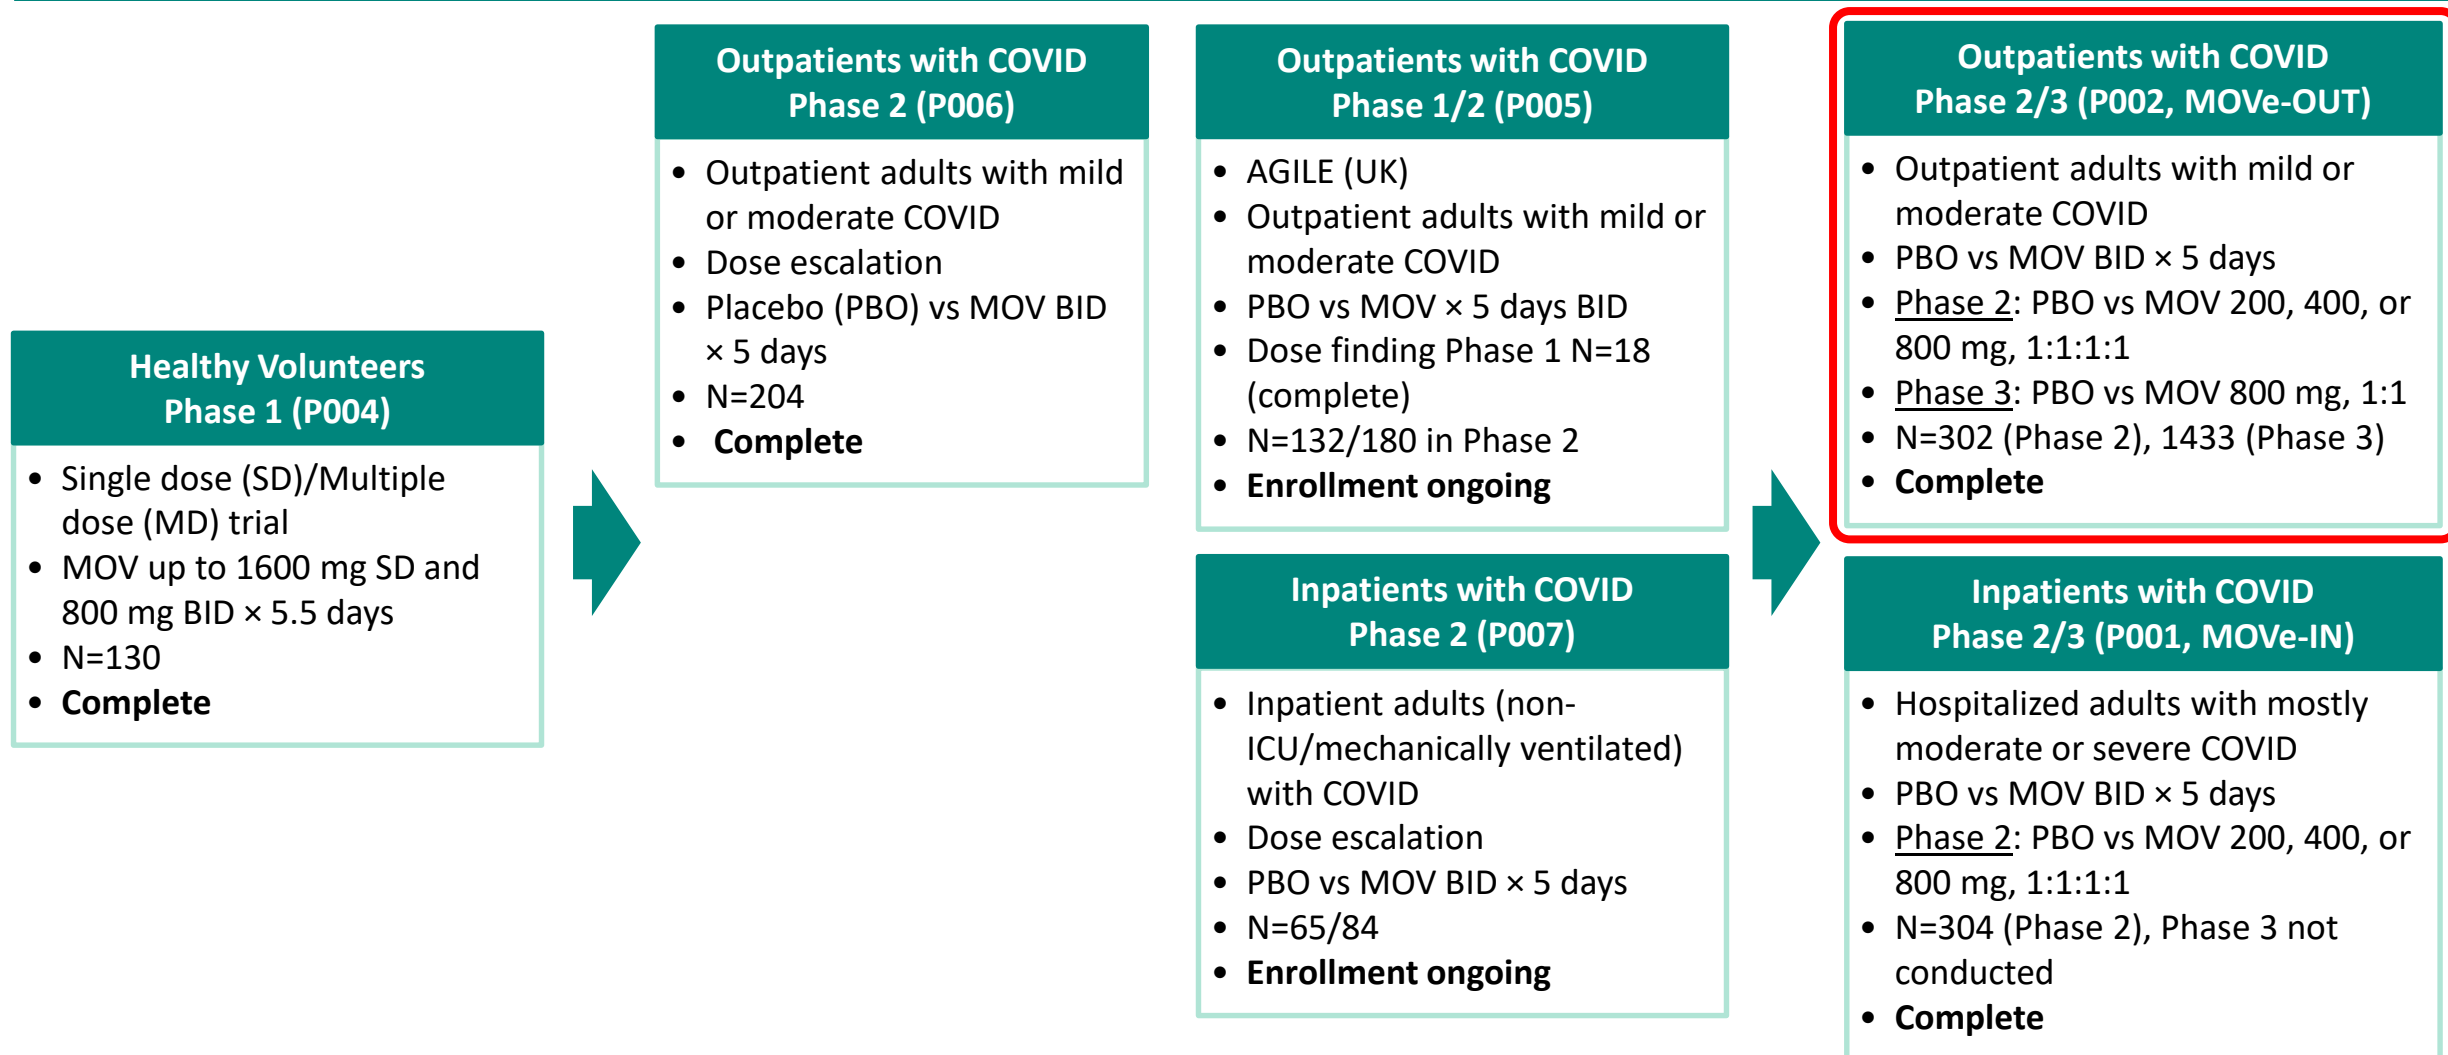 Healthy Volunteers
Phase 1 (P004)
• Single dose (SD)/Multiple
dose (MD) trial
• MOV up to 1600 mg SD and
800 mg BID × 5.5 days
• N=130
• Complete
Outpatients with COVID
Phase 2 (P006)
• Outpatient adults with mild
or moderate COVID
• Dose escalation
• Placebo (PBO) vs MOV BID
× 5 days
• N=204
• Complete
Outpatients with COVID
Phase 1/2 (P005)
• AGILE (UK)
• Outpatient adults with mild or
moderate COVID
• PBO vs MOV × 5 days BID
• Dose finding Phase 1 N=18
(complete)
• N=132/180 in Phase 2
• Enrollment ongoing
Inpatients with COVID
Phase 2 (P007)
• Inpatient adults (non-
ICU/mechanically ventilated)
with COVID
• Dose escalation
• PBO vs MOV BID × 5 days
• N=65/84
• Enrollment ongoing
Outpatients with COVID
Phase 2/3 (P002, MOVe-OUT)
• Outpatient adults with mild or
moderate COVID
• PBO vs MOV BID × 5 days
• Phase 2: PBO vs MOV 200, 400, or
800 mg, 1:1:1:1
• Phase 3: PBO vs MOV 800 mg, 1:1
• N=302 (Phase 2), 1433 (Phase 3)
• Complete
Inpatients with COVID
Phase 2/3 (P001, MOVe-IN)
• Hospitalized adults with mostly
moderate or severe COVID
• PBO vs MOV BID × 5 days
• Phase 2: PBO vs MOV 200, 400, or
800 mg, 1:1:1:1
• N=304 (Phase 2), Phase 3 not
conducted
• Complete